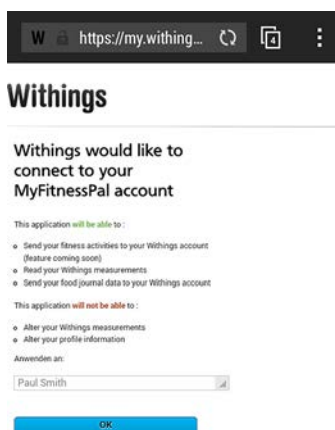 W https://my.withing... 4
Withings
Withings would like to
connect to your
MyFitnessPal account
This application will be able to :
Send your fitness activities to your Withings account
(feature coming soon)
Read your Withings measurements
Send your food journal data to your Withings account
This application will not be able to :
Alter your Withings measurements
Alter your profile information
Anwenden an:
Paul Smith
OK